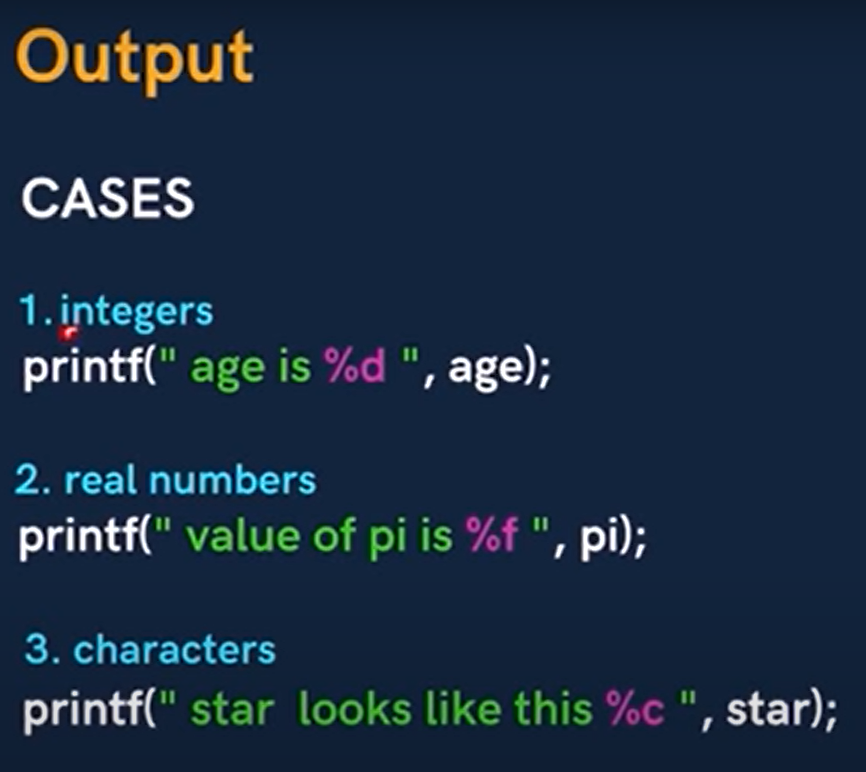 Output
CASES
1. integers
printf(" age is %d ", age);
2. real numbers
printf(" value of pi is %f ", pi);
3. characters
printf(" star  looks like this %c ", star);